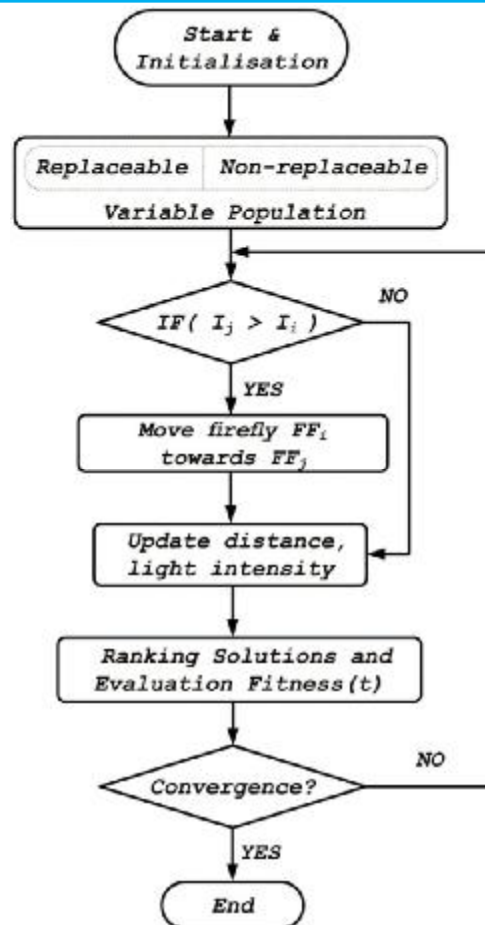 Start &
Initialisation
Replaceable Non-replaceable
Variable Population
IF( I_j > I_i )
NO
YES
Move firefly FF_i
towards FF_j
Update distance,
light intensity
Ranking Solutions and
Evaluation Fitness(t)
Convergence?
NO
YES
End